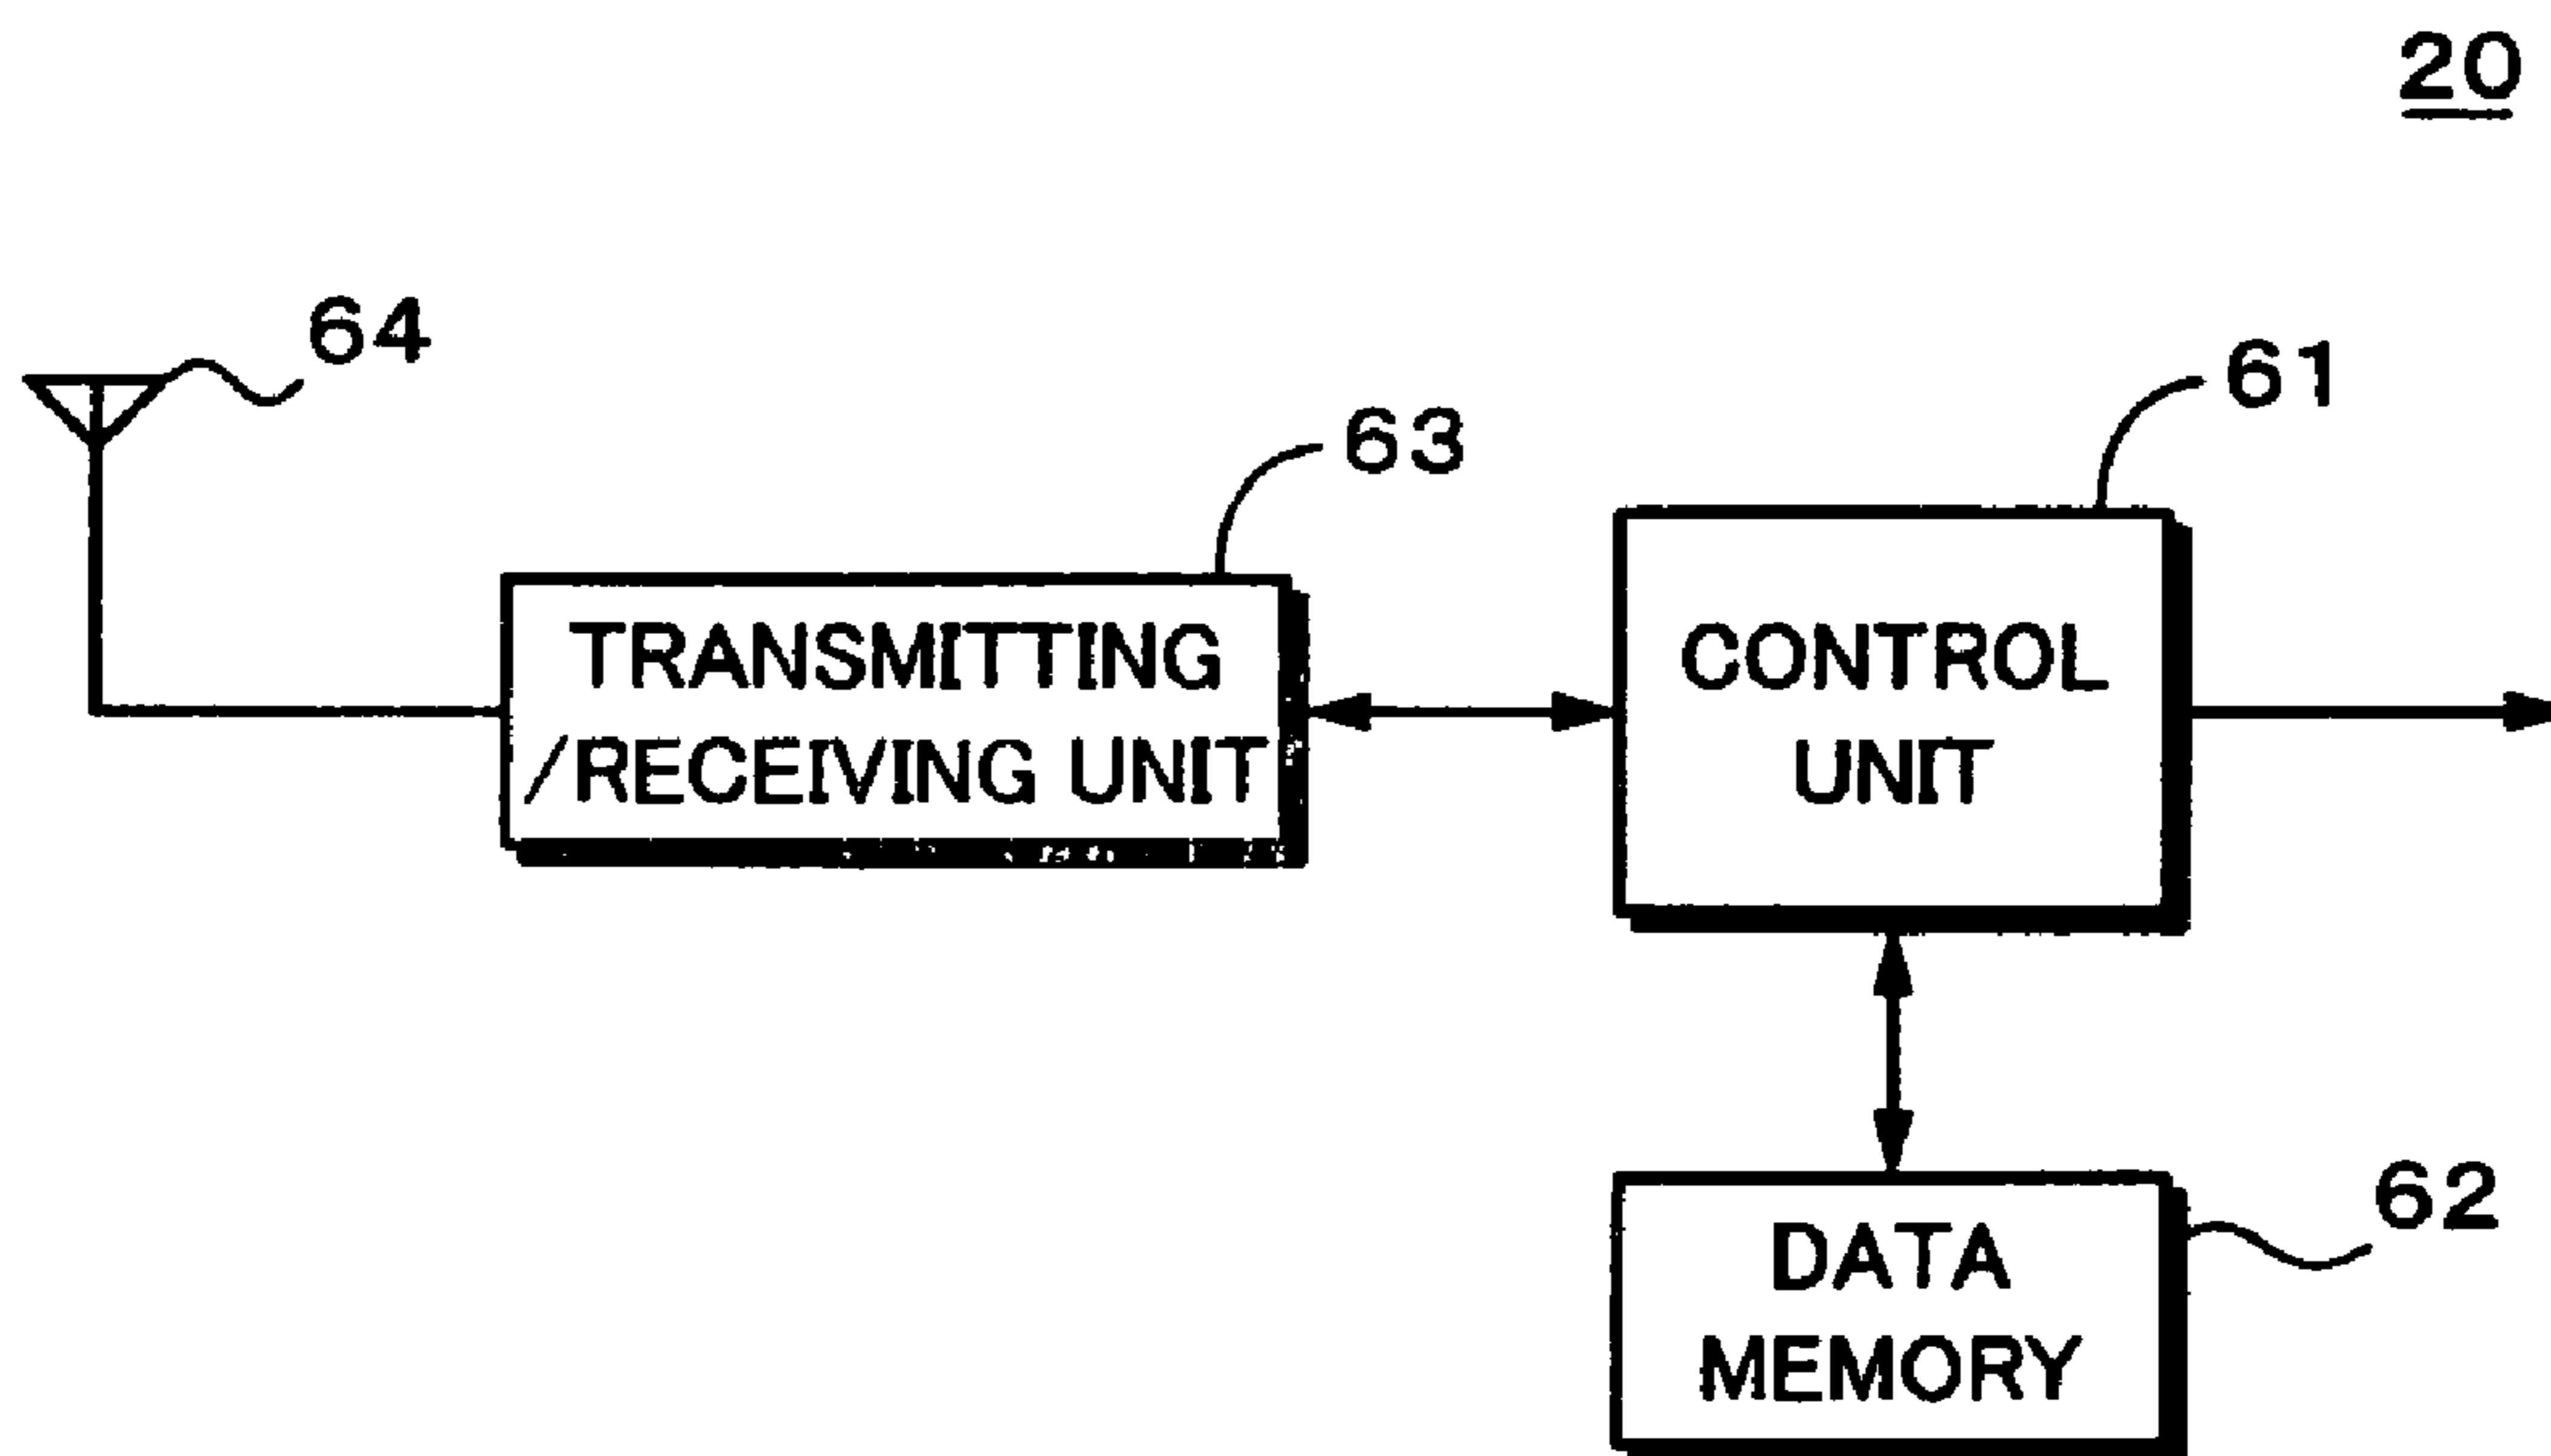 20
64
61
63
TRANSMITTING
/RECEIVING UNIT
CONTROL
UNIT
62
DATA
MEMORY